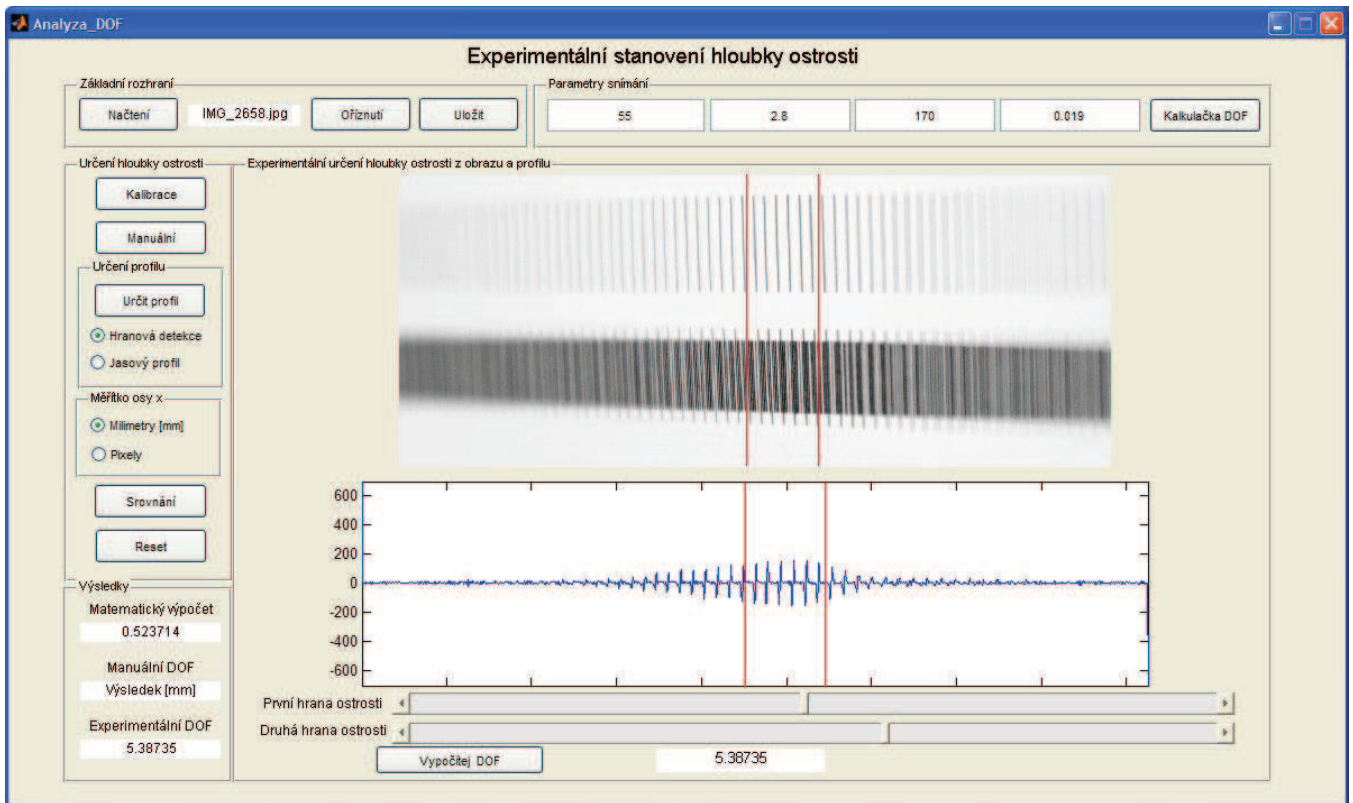 Analyza_DOF
Experimentální stanovení hloubky ostrosti
Základní rozhraní
Načtení IMG_2658.jpg Oříznutí Uložit
Parametry snímání
55 2.8 170 0.019 Kalkulačka DOF
Určení hloubky ostrosti
Kalibrace
Manuální
Určení profilu
Určit profil
Hranová detekce
Jasový profil
Měřítko osy x
Milimetry [mm]
Pixely
Srovnání
Reset
Výsledky
Matematický výpočet
0.523714
Manuální DOF
Výsledek [mm]
Experimentální DOF
5.38735
Experimentální určení hloubky ostrosti z obrazu a profilu
600
400
200
0
-200
-400
-600
První hrana ostrosti
Druhá hrana ostrosti
Vypočítej DOF 5.38735